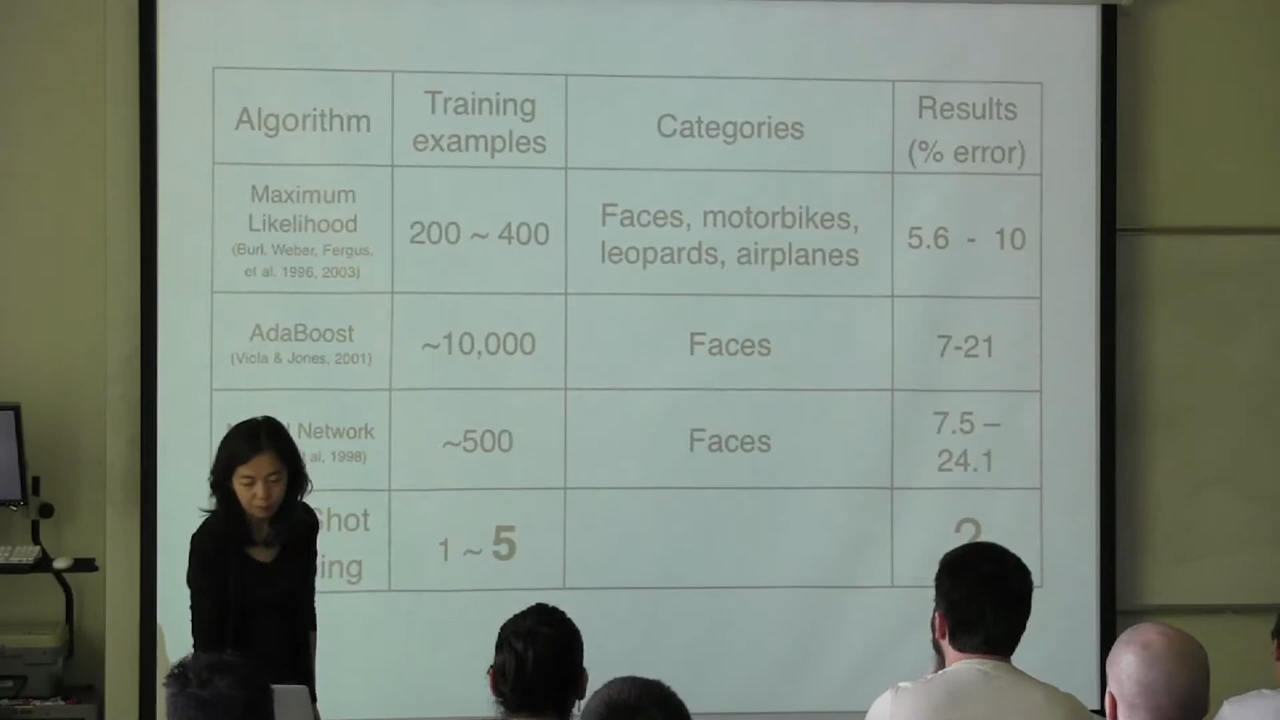 Algorithm
Training
examples
Categories
Results
(% error)
Maximum
Likelihood
(Burl, Weber, Fergus,
et al. 1996, 2003)
200 ~ 400
Faces, motorbikes,
leopards, airplanes
5.6 - 10
AdaBoost
(Viola & Jones, 2001)
~10,000
Faces
7-21
Network
al, 1998)
~500
Faces
7.5 –
24.1
Shot
ing
1 ~ 5